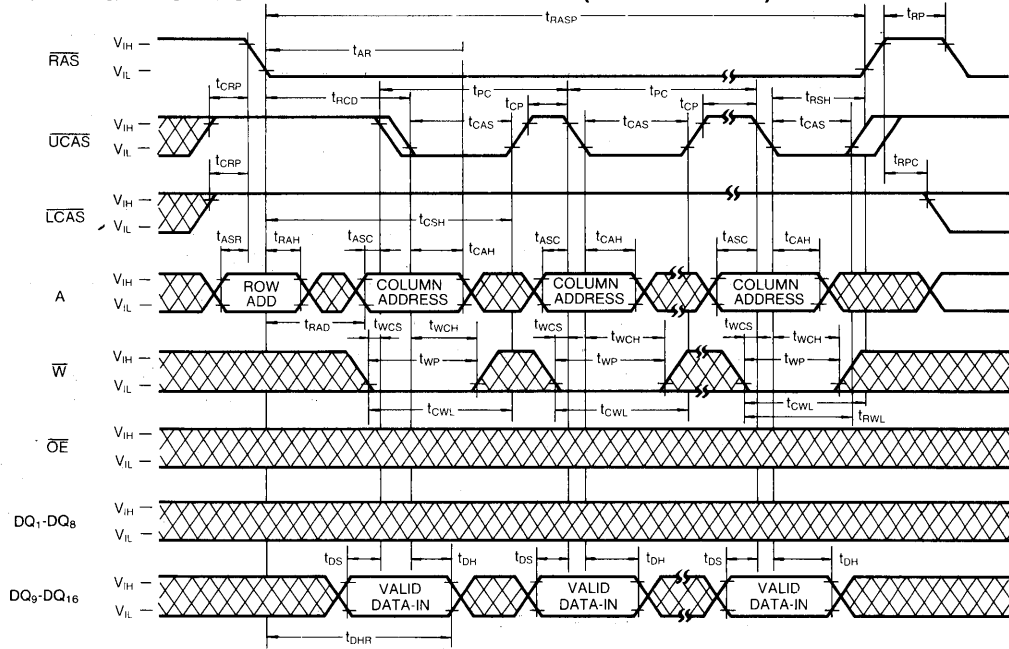 tRASP
tRP
RAS
VIH
VIL
tAR
tCRP
tRCD
tPC
tCP
tPC
tCP
tRSH
UCAS
VIH
VIL
tCAS
tCAS
tCAS
tCRP
tRPC
LCAS
VIH
VIL
tCSH
tASR
tRAH
tASC
tCAH
tASC
tCAH
tASC
tCAH
A
VIH
VIL
ROW ADD
COLUMN ADDRESS
COLUMN ADDRESS
COLUMN ADDRESS
tRAD
tWCS
tWCH
tWCS
tWCH
tWCS
tWCH
W
VIH
VIL
tWP
tWP
tWP
tCWL
tCWL
tCWL
tRWL
OE
VIH
VIL
DQ1-DQ8
VIH
VIL
tDS
tDH
tDS
tDH
tDS
tDH
DQ9-DQ16
VIH
VIL
VALID DATA-IN
VALID DATA-IN
VALID DATA-IN
tDHR